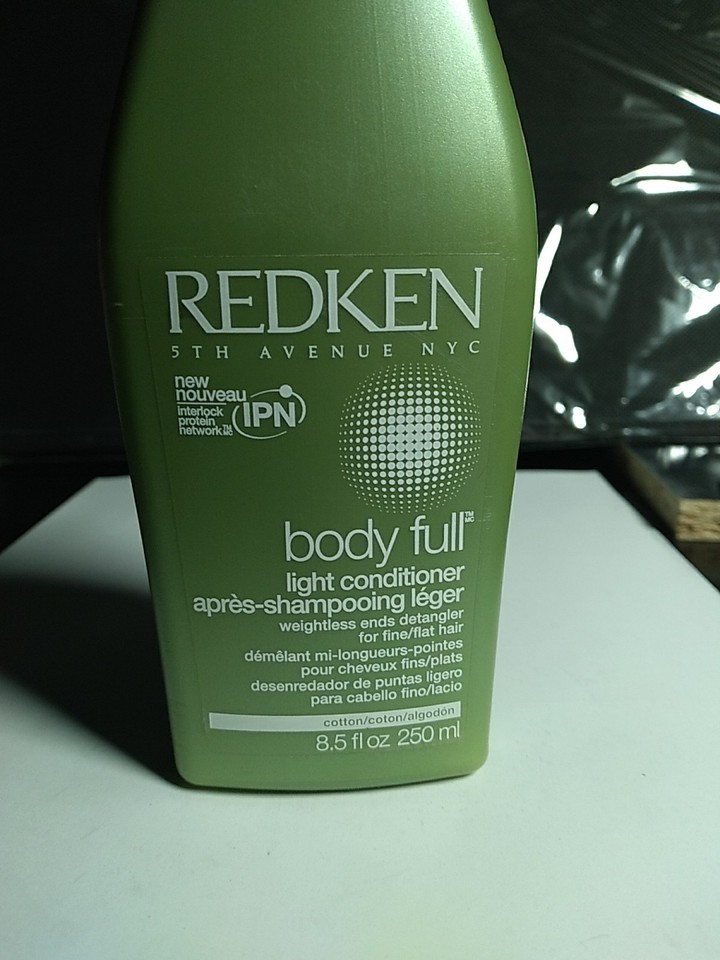 REDKEN
5TH AVENUE NYC
new
nouveau
interlock
protein
network™MC
IPN
body full™MC
light conditioner
après-shampooing léger
weightless ends detangler
for fine/flat hair
démêlant mi-longueurs-pointes
pour cheveux fins/plats
desenredador de puntas ligero
para cabello fino/lacio
cotton/coton/algodón
8.5 fl oz 250 ml